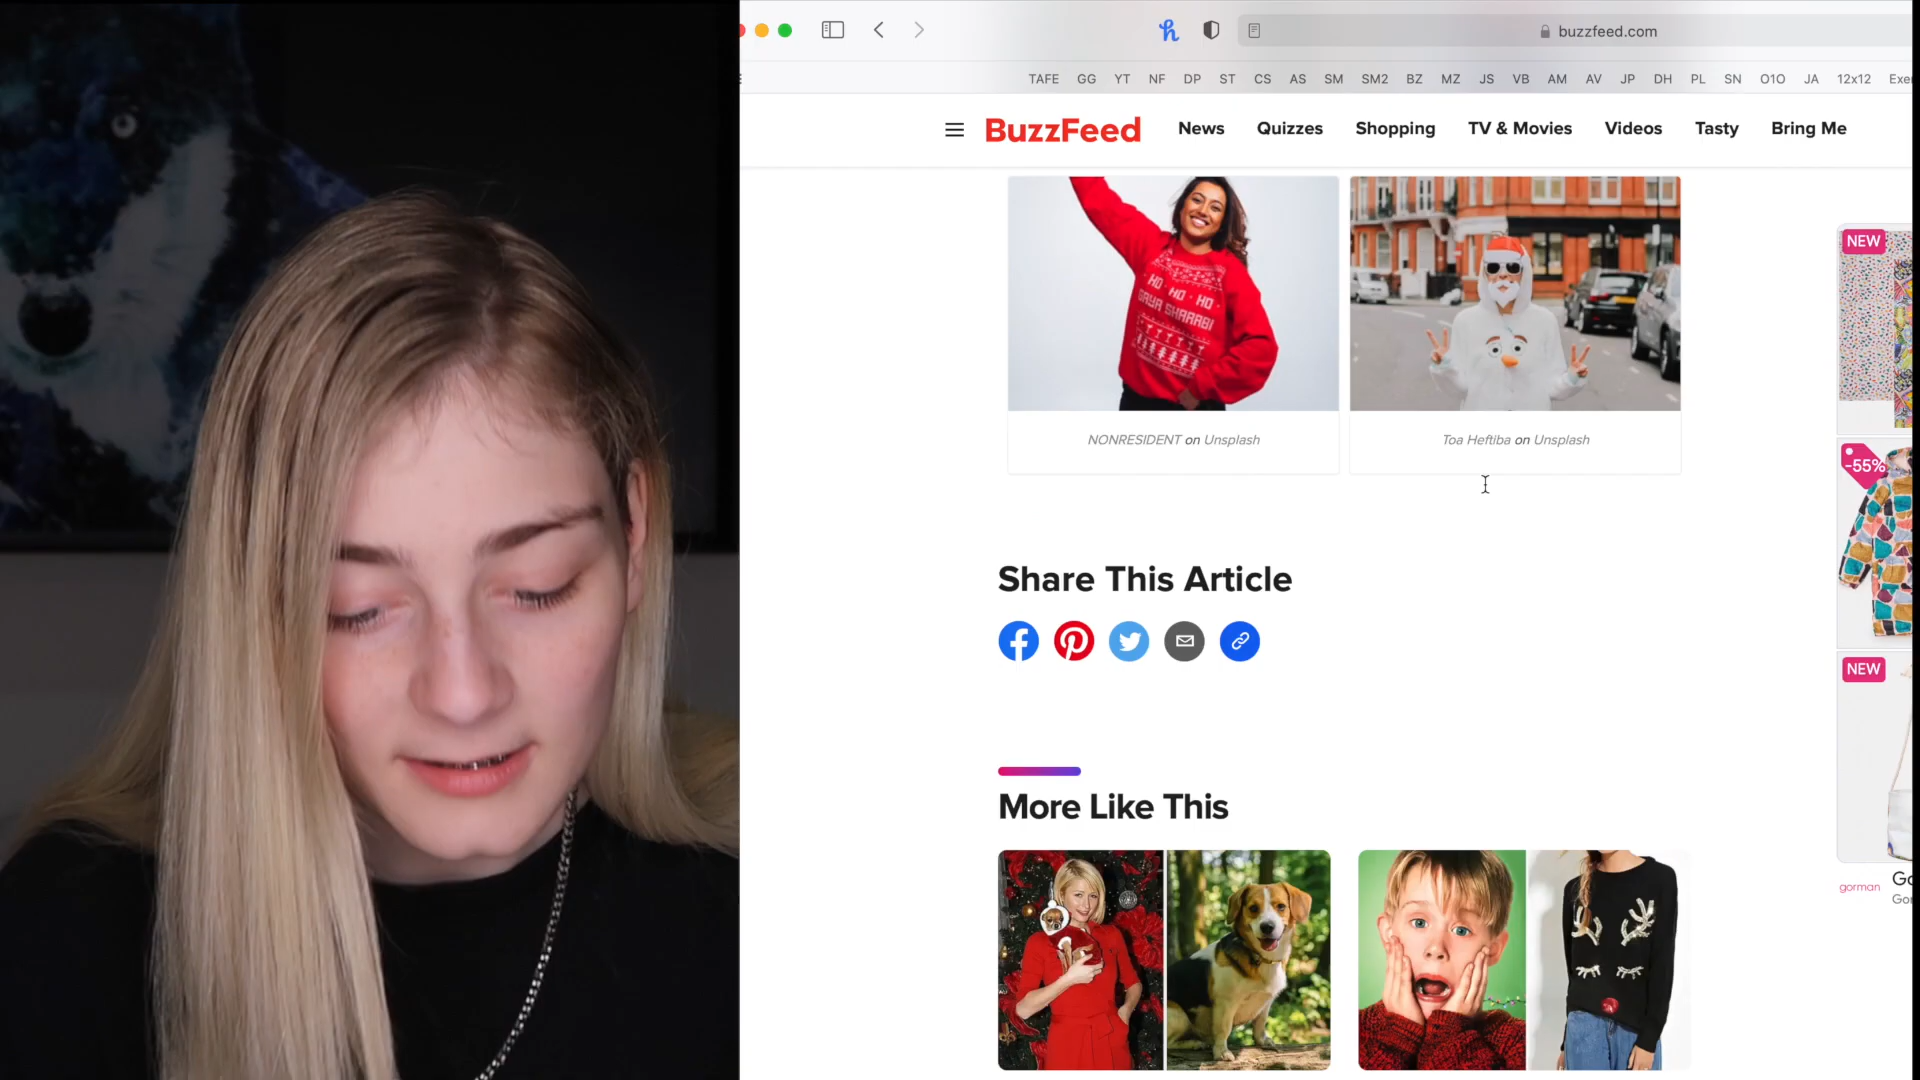 buzzfeed.com
TAFE GG YT NF DP ST CS AS SM SM2 BZ MZ JS VB AM AV JP DH PL SN O1O JA 12x12
BuzzFeed News Quizzes Shopping TV & Movies Videos Tasty Bring Me
NEW
HO·HO·HO
GAYA SHARABI
NONRESIDENT on Unsplash
Toa Heftiba on Unsplash
-55%
Share This Article
NEW
More Like This
gorman